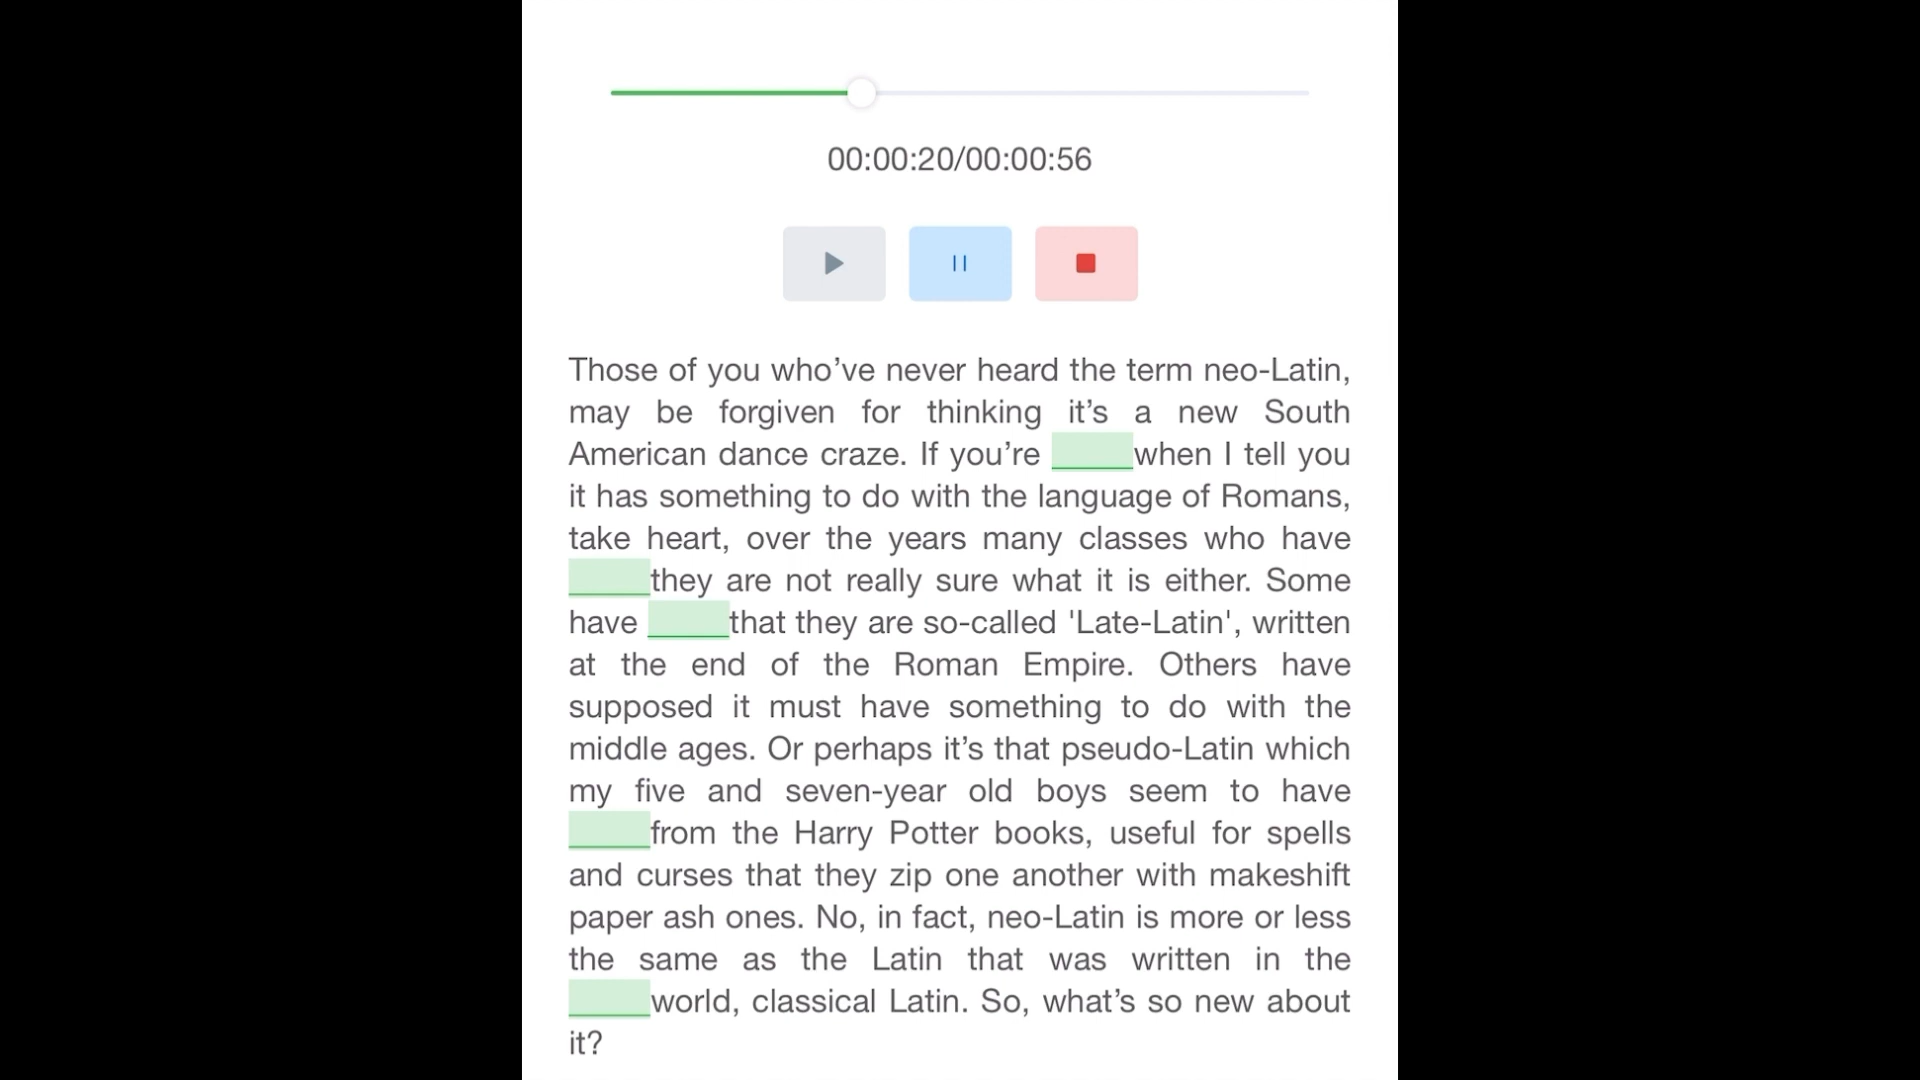 00:00:20/00:00:56
Those of you who’ve never heard the term neo-Latin,
may be forgiven for thinking it’s a new South
American dance craze. If you’re when I tell you
it has something to do with the language of Romans,
take heart, over the years many classes who have
they are not really sure what it is either. Some
have that they are so-called 'Late-Latin', written
at the end of the Roman Empire. Others have
supposed it must have something to do with the
middle ages. Or perhaps it’s that pseudo-Latin which
my five and seven-year old boys seem to have
from the Harry Potter books, useful for spells
and curses that they zip one another with makeshift
paper ash ones. No, in fact, neo-Latin is more or less
the same as the Latin that was written in the
world, classical Latin. So, what’s so new about
it?